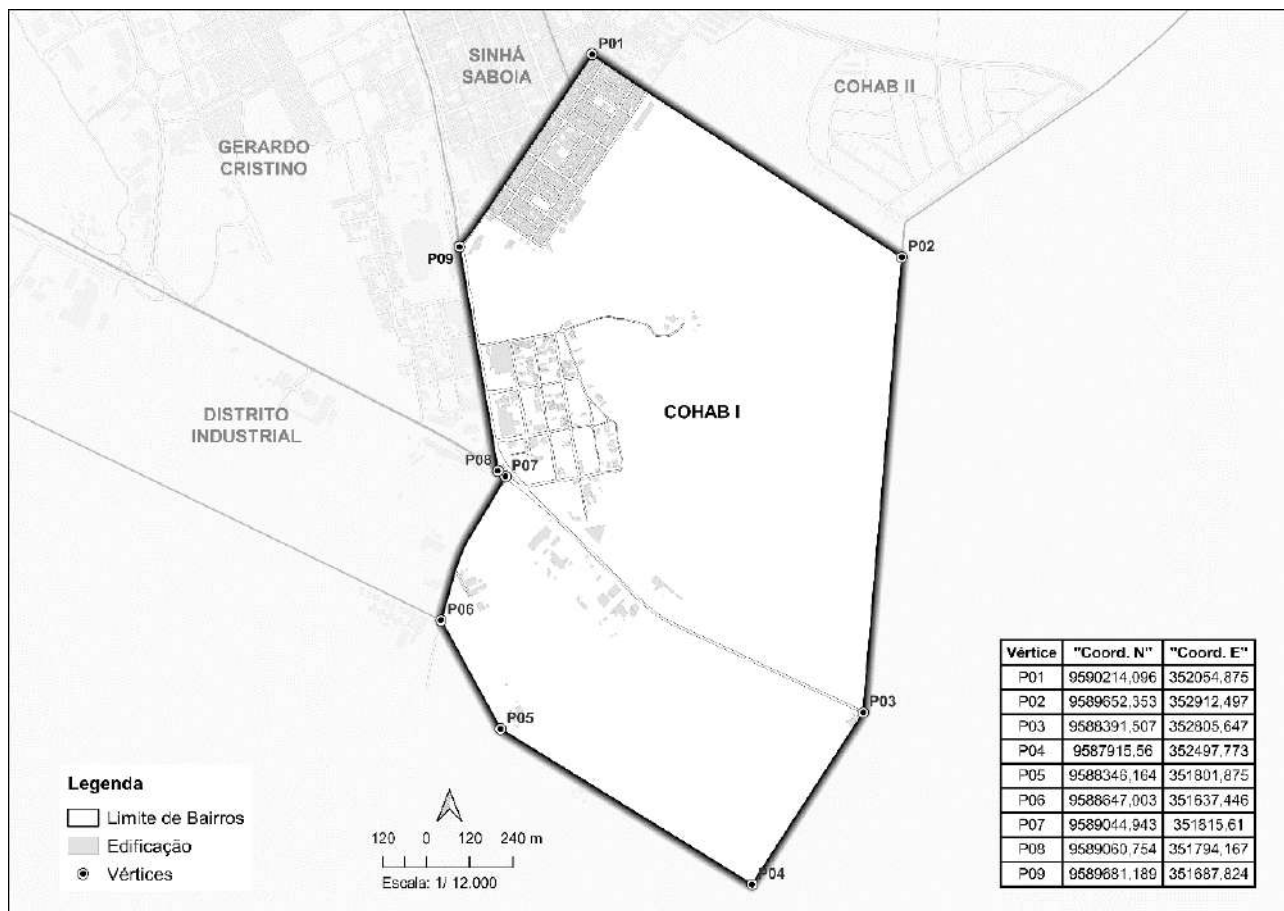 P01
SINHÁ
SABOIA
COHAB II
GERARDO
CRISTINO
P02
P09
COHAB I
DISTRITO
INDUSTRIAL
P08
P07
P06
P03
P05
P04
Legenda
Limite de Bairros
Edificação
Vértices
120 0 120 240 m
Escala: 1/ 12.000
Vértice "Coord. N" "Coord. E"
P01 9590214,096 352054,875
P02 9589652,353 352912,497
P03 9588391,507 352805,647
P04 9587915,56 352497,773
P05 9588346,164 351801,875
P06 9588647,003 351637,446
P07 9589044,943 351815,61
P08 9589060,754 351794,167
P09 9589681,189 351687,824